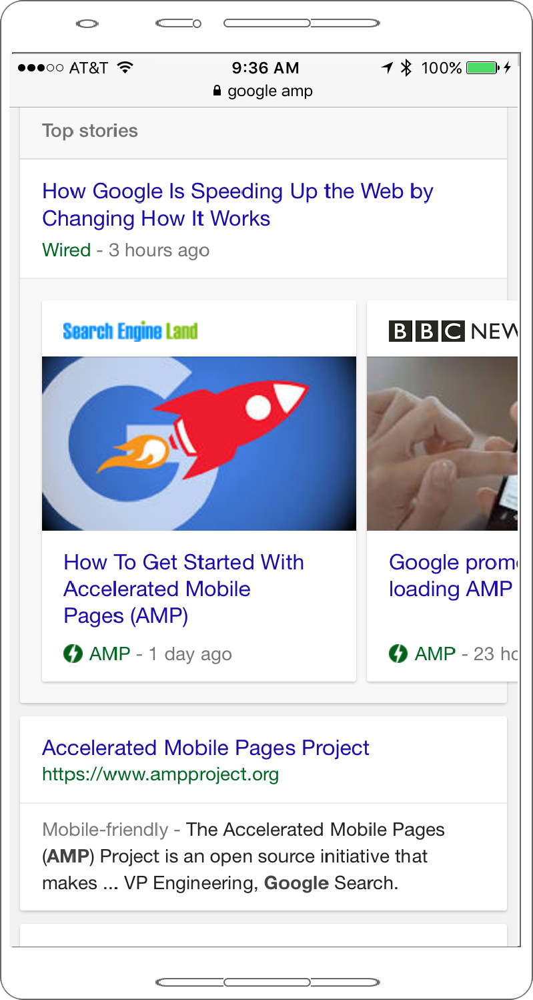 AT&T 9:36 AM 100%
google amp
Top stories
How Google Is Speeding Up the Web by
Changing How It Works
Wired - 3 hours ago
Search Engine Land
How To Get Started With
Accelerated Mobile
Pages (AMP)
AMP - 1 day ago
BBC NEW
Google prom
loading AMP
AMP - 23 ho
Accelerated Mobile Pages Project
https://www.ampproject.org
Mobile-friendly - The Accelerated Mobile Pages
(AMP) Project is an open source initiative that
makes ... VP Engineering, Google Search.